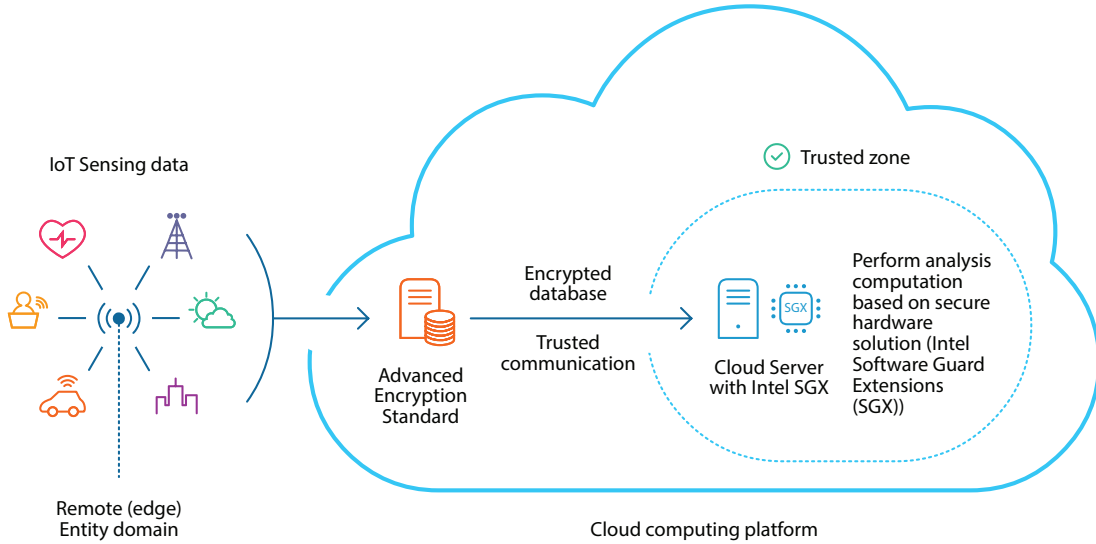 IoT Sensing data
Remote (edge)
Entity domain
Advanced
Encryption
Standard
Encrypted
database
Trusted
communication
Trusted zone
SGX
Cloud Server
with Intel SGX
Perform analysis
computation
based on secure
hardware
solution (Intel
Software Guard
Extensions
(SGX))
Cloud computing platform